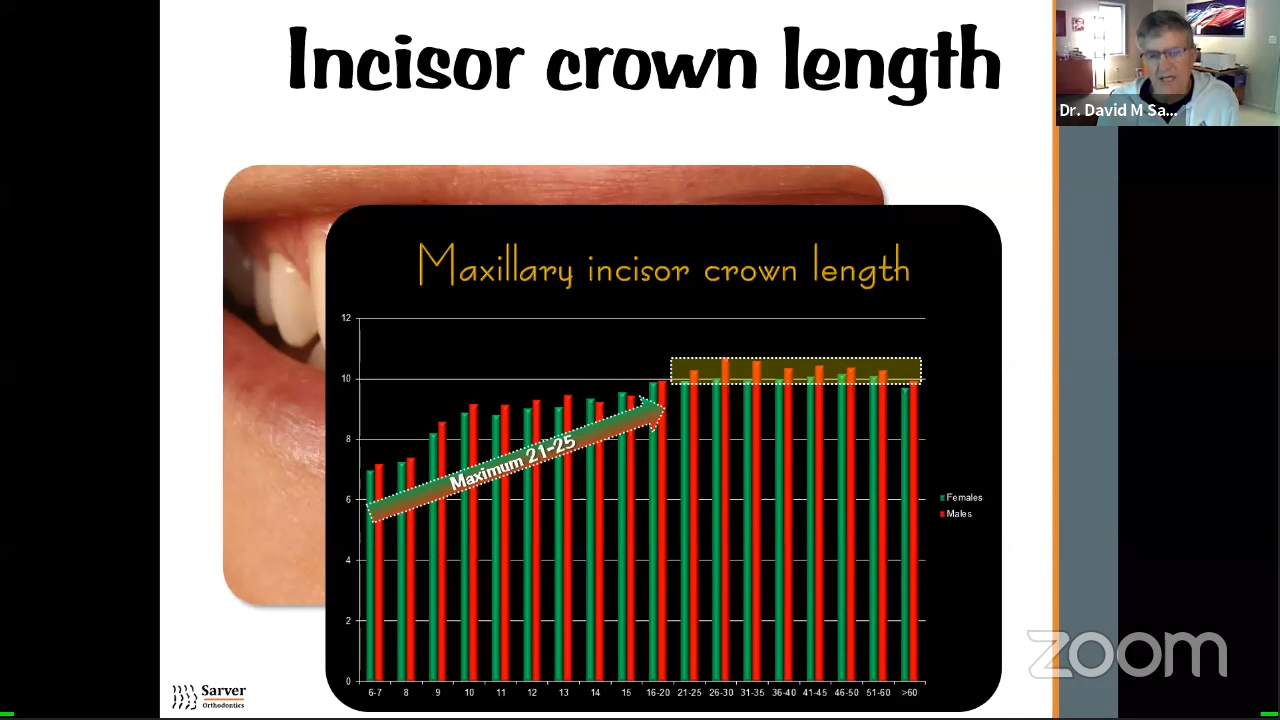 Incisor crown length
Dr. David M Sa...
Maxillary incisor crown length
12
10
8
6
4
2
0
Maximum 21-25
Females
Males
6-7 8 9 10 11 12 13 14 15 16-20 21-25 26-30 31-35 36-40 41-45 46-50 51-60 >60
Sarver
Orthodontics
zoom